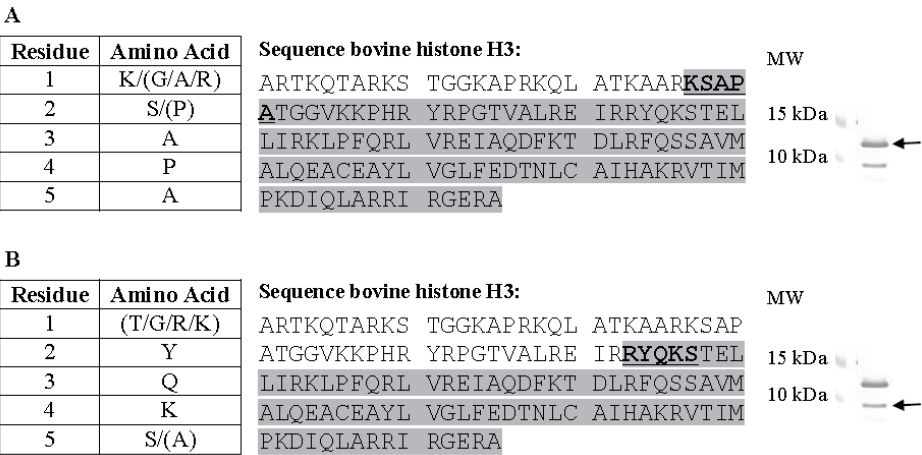 A
Residue Amino Acid
1 K/(G/A/R)
2 S/(P)
3 A
4 P
5 A
Sequence bovine histone H3:
ARTKQTARKS TGGKAPRKQL ATKAARKSAP
ATGGVKKPHR YRPGTVALRE IRRYQKSTEL
LIRKLPFQRL VREIAQDFKT DLRFQSSAVM
ALQEACEAYL VGLFEDTNLC AIHAKRVTIM
PKDIQLARRI RGERA
MW
15 kDa
10 kDa
B
Residue Amino Acid
1 (T/G/R/K)
2 Y
3 Q
4 K
5 S/(A)
Sequence bovine histone H3:
ARTKQTARKS TGGKAPRKQL ATKAARKSAP
ATGGVKKPHR YRPGTVALRE IRRYQKSTEL
LIRKLPFQRL VREIAQDFKT DLRFQSSAVM
ALQEACEAYL VGLFEDTNLC AIHAKRVTIM
PKDIQLARRI RGERA
MW
15 kDa
10 kDa